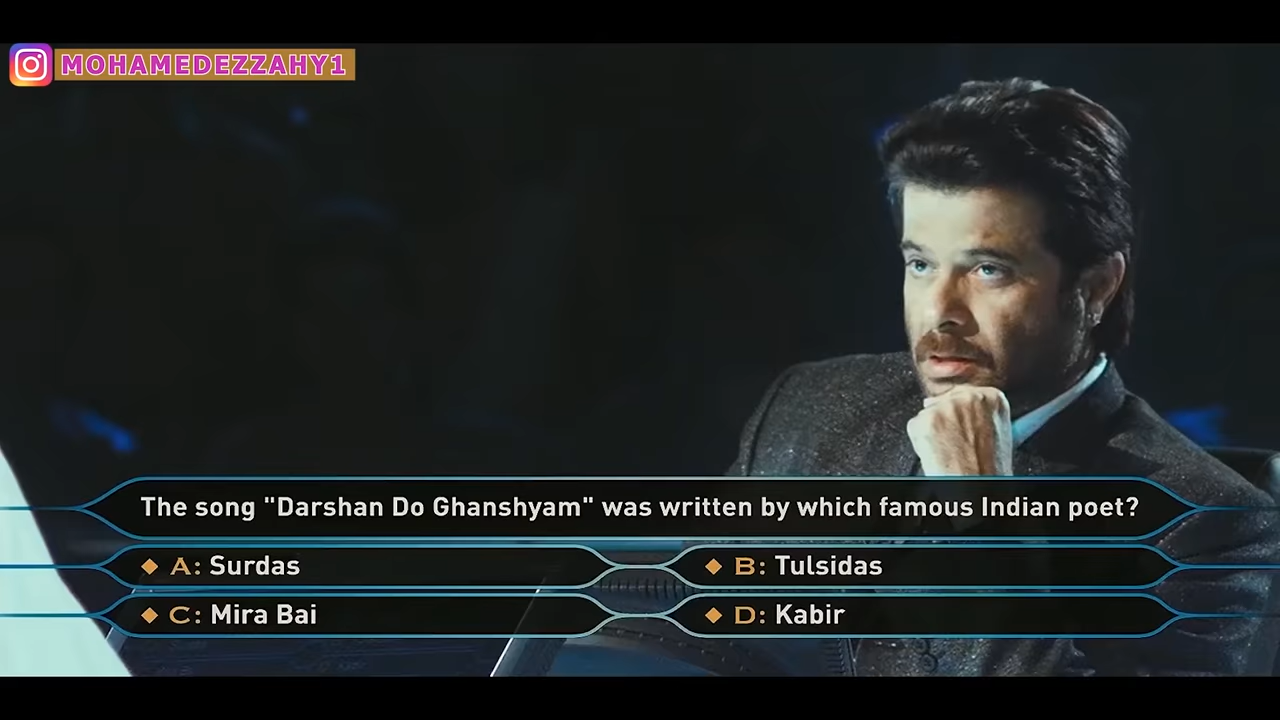 MOHAMEDEZZAHY1
The song "Darshan Do Ghanshyam" was written by which famous Indian poet?
A: Surdas
B: Tulsidas
C: Mira Bai
D: Kabir